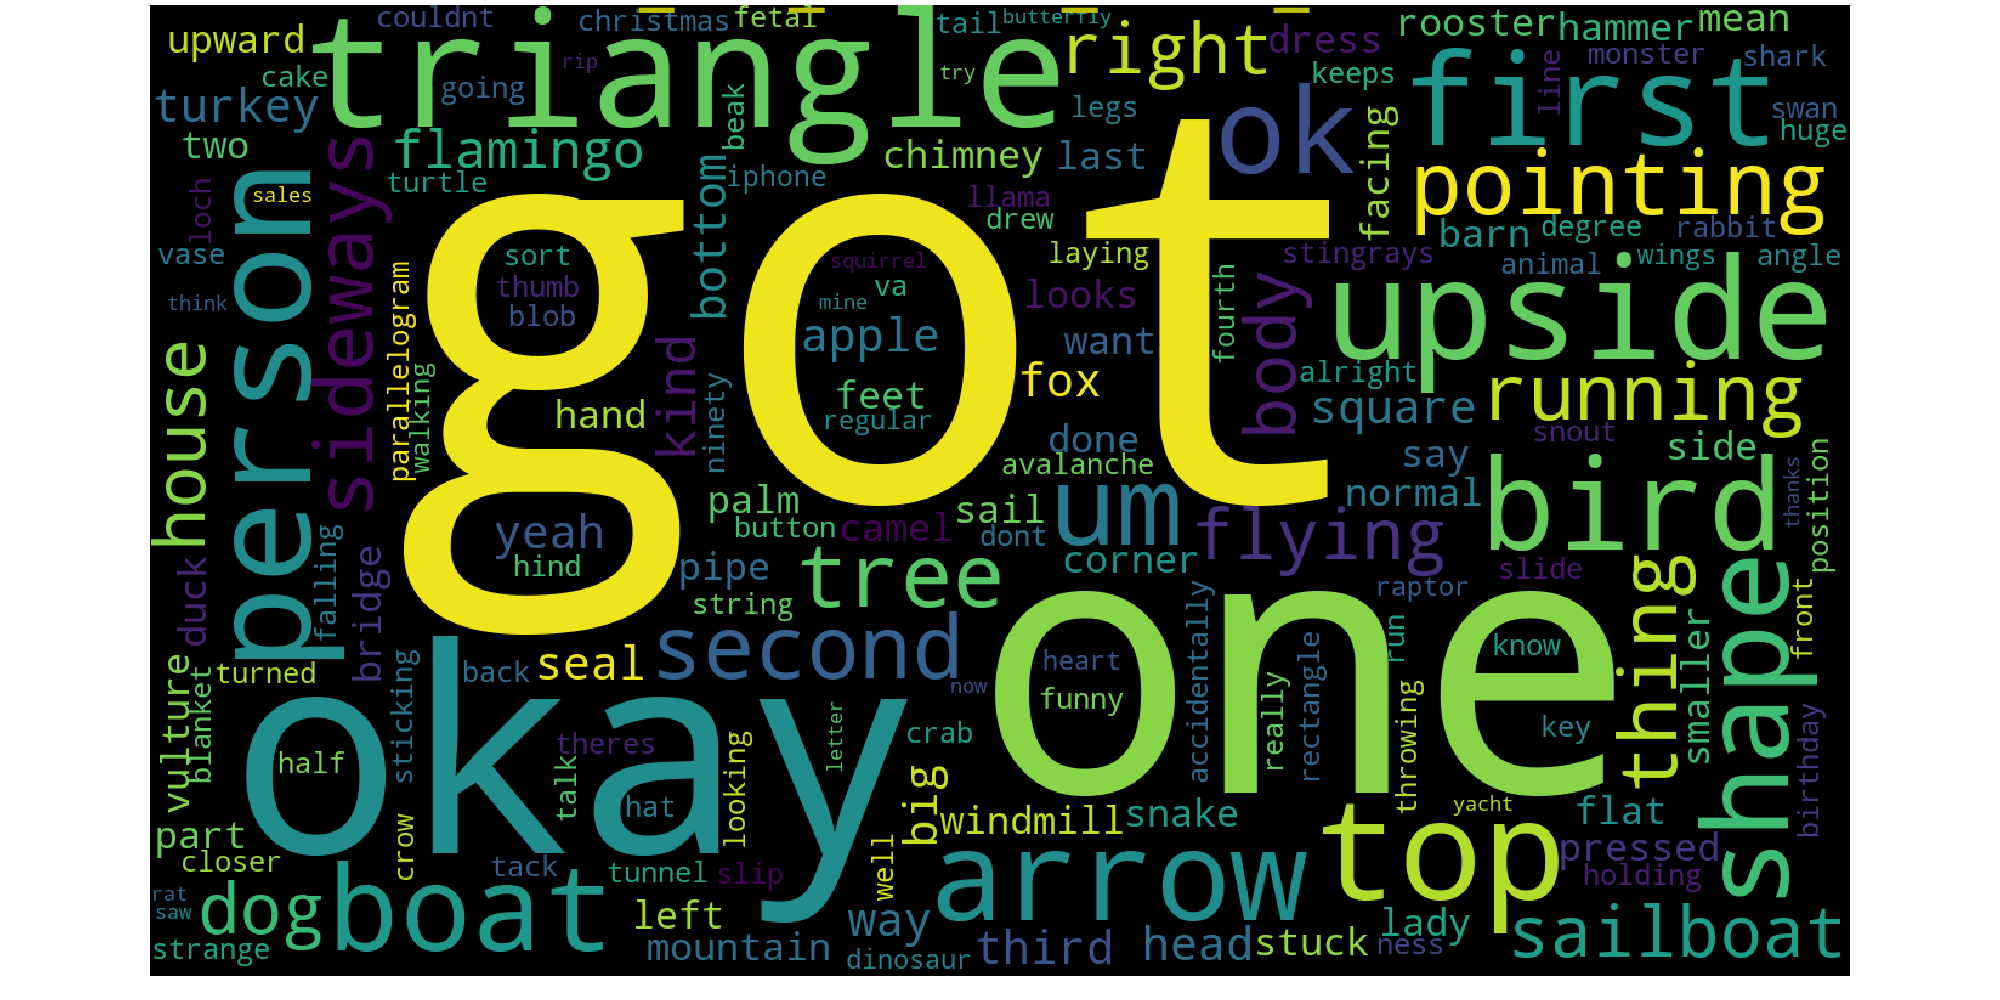 couldnt
christmas
fetal
tail
butterfly
rooster
hammer
mean
upward
triangle
right
dress
cake
rip
going
try
keeps
first
line
monster
shark
turkey
beak
legs
ok
swan
huge
two
flamingo
chimney
last
facing
pointing
turtle
bottom
iphone
llama
loch
sales
person
sideways
drew
barn
degree
rabbit
got
vase
sort
squirrel
laying
stingrays
animal
wings
angle
think
thumb
blob
mine
va
looks
fourth
body
upside
parallelogram
apple
want
house
walking
kind
fox
alright
running
hand
ninety
feet
regular
square
snout
done
say
side
avalanche
palm
sail
um
normal
bird
thanks
position
yeah
button
camel
dont
flying
falling
hind
pipe
tree
corner
slide
duck
bridge
string
accidentally
raptor
thing
shaped
front
second
vulture
turned
seal
heart
run
know
blanket
sticking
back
now
funny
really
rectangle
smaller
okay
one
half
theres
letter
crab
throwing
key
birthday
talk
hat
looking
big
yacht
flat
part
crow
windmill
snake
top
closer
tack
tunnel
slip
well
arrow
pressed
holding
rat
saw
dog
boat
left
way
lady
sailboat
strange
mountain
dinosaur
third
head
stuck
ness